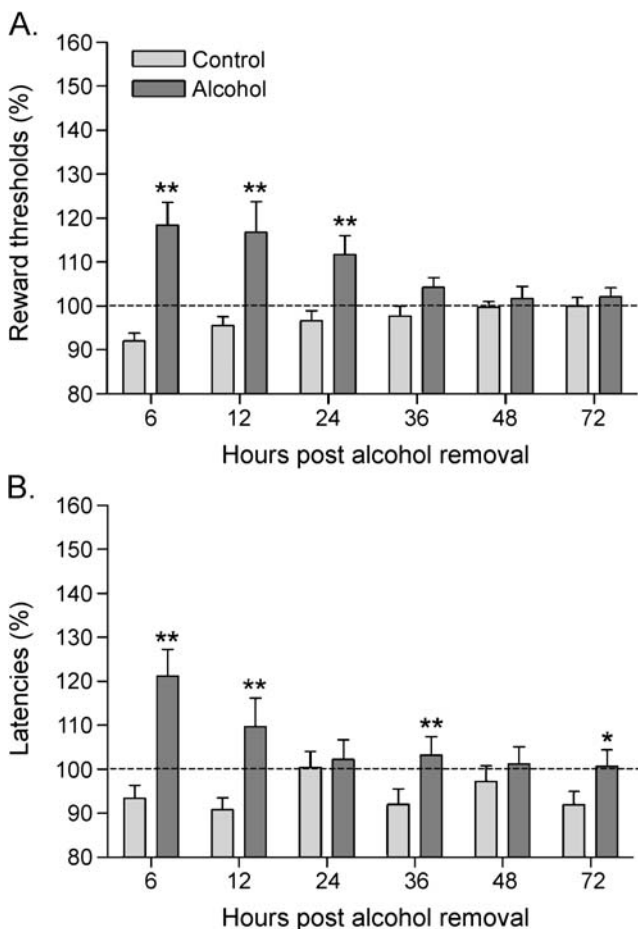 A.
Reward thresholds (%)
160
150
140
130
120
110
100
90
80
Control
Alcohol
** ** **
6 12 24 36 48 72
Hours post alcohol removal
B.
Latencies (%)
160
150
140
130
120
110
100
90
80
** ** ** *
6 12 24 36 48 72
Hours post alcohol removal